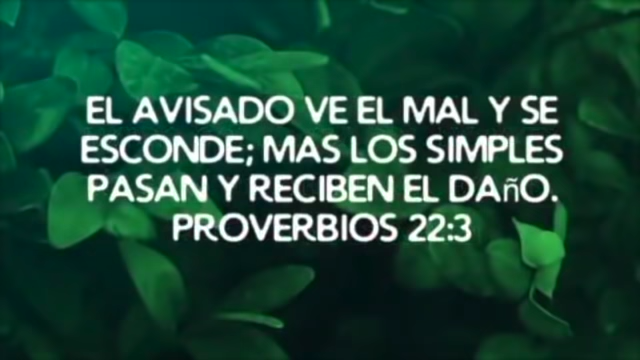 EL AVISADO VE EL MAL Y SE
ESCONDE; MAS LOS SIMPLES
PASAN Y RECIBEN EL DAñO.
PROVERBIOS 22:3